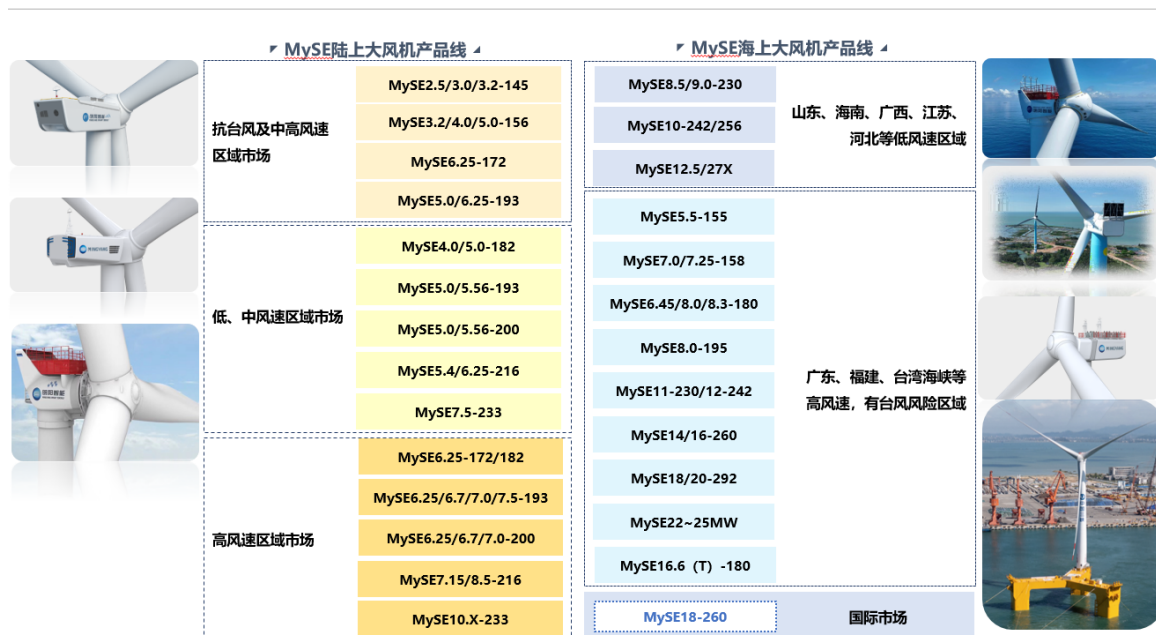 MySE陆上大风机产品线
抗台风及中高风速
区域市场
MySE2.5/3.0/3.2-145
MySE3.2/4.0/5.0-156
MySE6.25-172
MySE5.0/6.25-193
低、中风速区域市场
MySE4.0/5.0-182
MySE5.0/5.56-193
MySE5.0/5.56-200
MySE5.4/6.25-216
MySE7.5-233
高风速区域市场
MySE6.25-172/182
MySE6.25/6.7/7.0/7.5-193
MySE6.25/6.7/7.0-200
MySE7.15/8.5-216
MySE10.X-233
MySE海上大风机产品线
MySE8.5/9.0-230
MySE10-242/256
MySE12.5/27X
山东、海南、广西、江苏、
河北等低风速区域
MySE5.5-155
MySE7.0/7.25-158
MySE6.45/8.0/8.3-180
MySE8.0-195
MySE11-230/12-242
MySE14/16-260
MySE18/20-292
MySE22~25MW
MySE16.6（T）-180
广东、福建、台湾海峡等
高风速，有台风风险区域
MySE18-260
国际市场